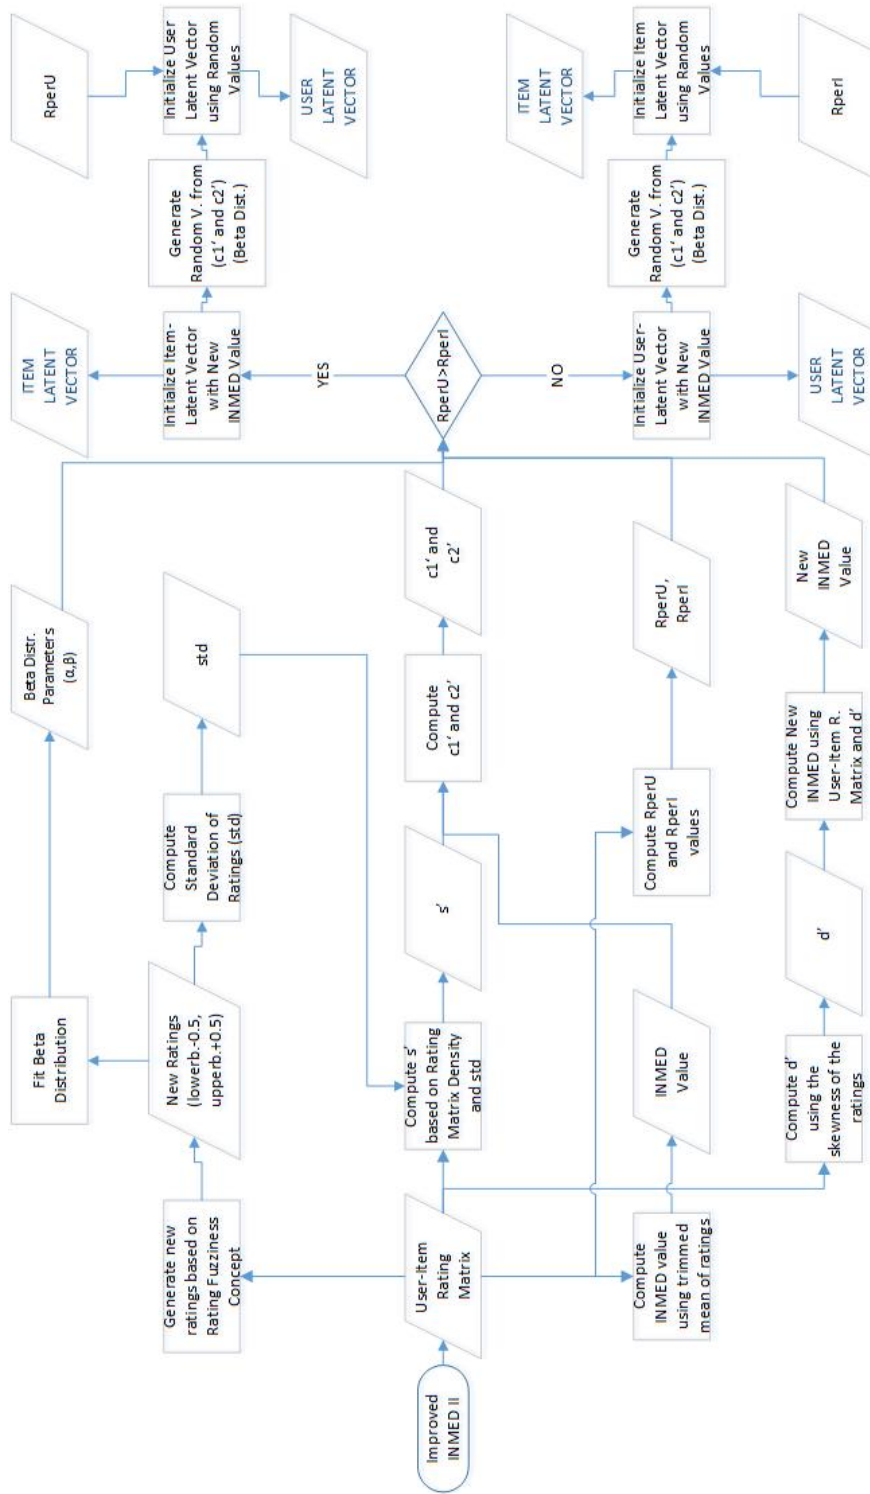 Improved
INMED II
User-Item
Rating
Matrix
Generate new
ratings based on
Rating Fuzziness
Concept
New Ratings
(lowerb.-0.5,
upperb.+0.5)
Fit Beta
Distribution
Beta Distr.
Parameters
(α,β)
Compute
Standard
Deviation of
Ratings (std)
std
Compute s'
based on Rating
Matrix Density
and std
s'
Compute
c1' and c2'
c1' and
c2'
Compute
INMED value
using trimmed
mean of ratings
INMED
Value
Compute RperU
and RperI
values
RperU,
RperI
Compute d'
using the
skewness of the
ratings
d'
Compute New
INMED using
User-Item R.
Matrix and d'
New
INMED
Value
RperU>RperI
YES
NO
Initialize Item-
Latent Vector
with New
INMED Value
ITEM
LATENT
VECTOR
Generate
Random V. from
(c1' and c2')
(Beta Dist.)
RperU
Initialize User
Latent Vector
using Random
Values
USER
LATENT
VECTOR
Initialize User-
Latent Vector
with New
INMED Value
USER
LATENT
VECTOR
Generate
Random V. from
(c1' and c2')
(Beta Dist.)
ITEM
LATENT
VECTOR
Initialize Item
Latent Vector
using Random
Values
RperI